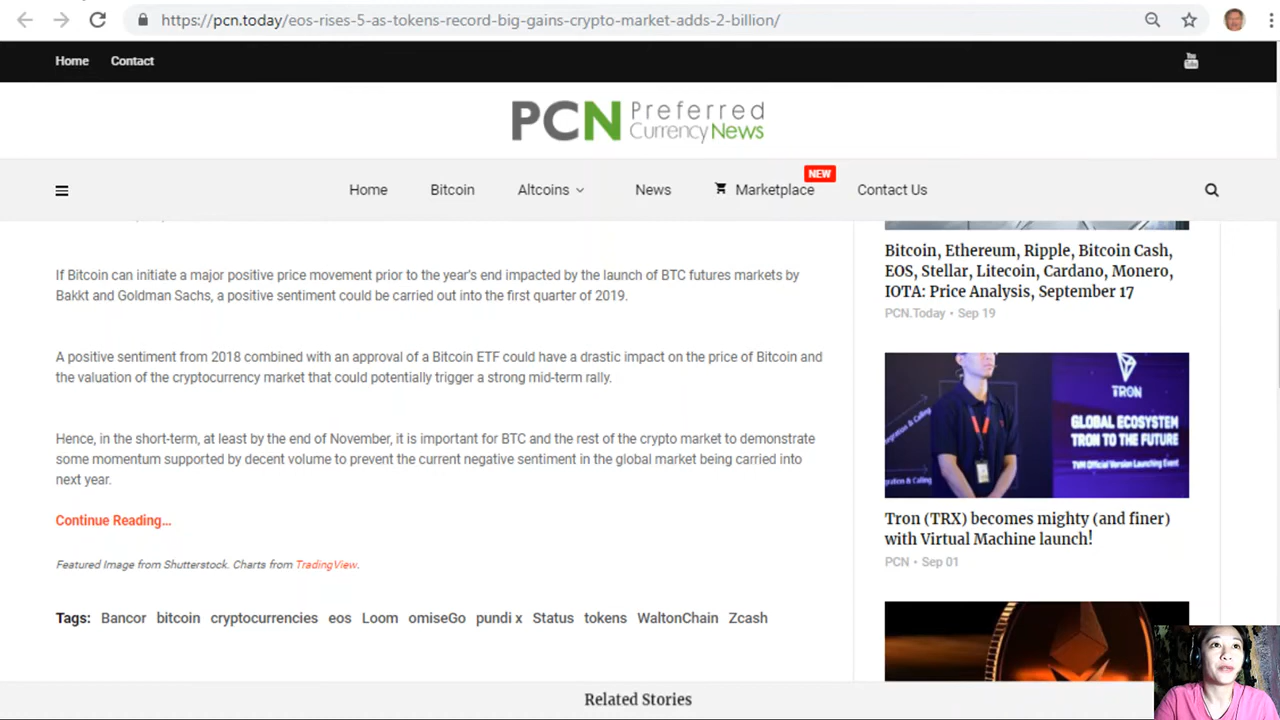 https://pcn.today/eos-rises-5-as-tokens-record-big-gains-crypto-market-adds-2-billion/
Home Contact
You Tube
PCN Preferred
Currency News
NEW
Home Bitcoin Altcoins News Marketplace Contact Us
If Bitcoin can initiate a major positive price movement prior to the year's end impacted by the launch of BTC futures markets by
Bakkt and Goldman Sachs, a positive sentiment could be carried out into the first quarter of 2019.
A positive sentiment from 2018 combined with an approval of a Bitcoin ETF could have a drastic impact on the price of Bitcoin and
the valuation of the cryptocurrency market that could potentially trigger a strong mid-term rally.
Hence, in the short-term, at least by the end of November, it is important for BTC and the rest of the crypto market to demonstrate
some momentum supported by decent volume to prevent the current negative sentiment in the global market being carried into
next year.
Continue Reading...
Featured Image from Shutterstock. Charts from TradingView.
Tags: Bancor bitcoin cryptocurrencies eos Loom omiseGo pundi x Status tokens WaltonChain Zcash
Bitcoin, Ethereum, Ripple, Bitcoin Cash,
EOS, Stellar, Litecoin, Cardano, Monero,
IOTA: Price Analysis, September 17
PCN.Today • Sep 19
TRON
GLOBAL ECOSYSTEM
TRON TO THE FUTURE
TVM Official Version Launching Event
Integration & Calling
Tron (TRX) becomes mighty (and finer)
with Virtual Machine launch!
PCN • Sep 01
Related Stories